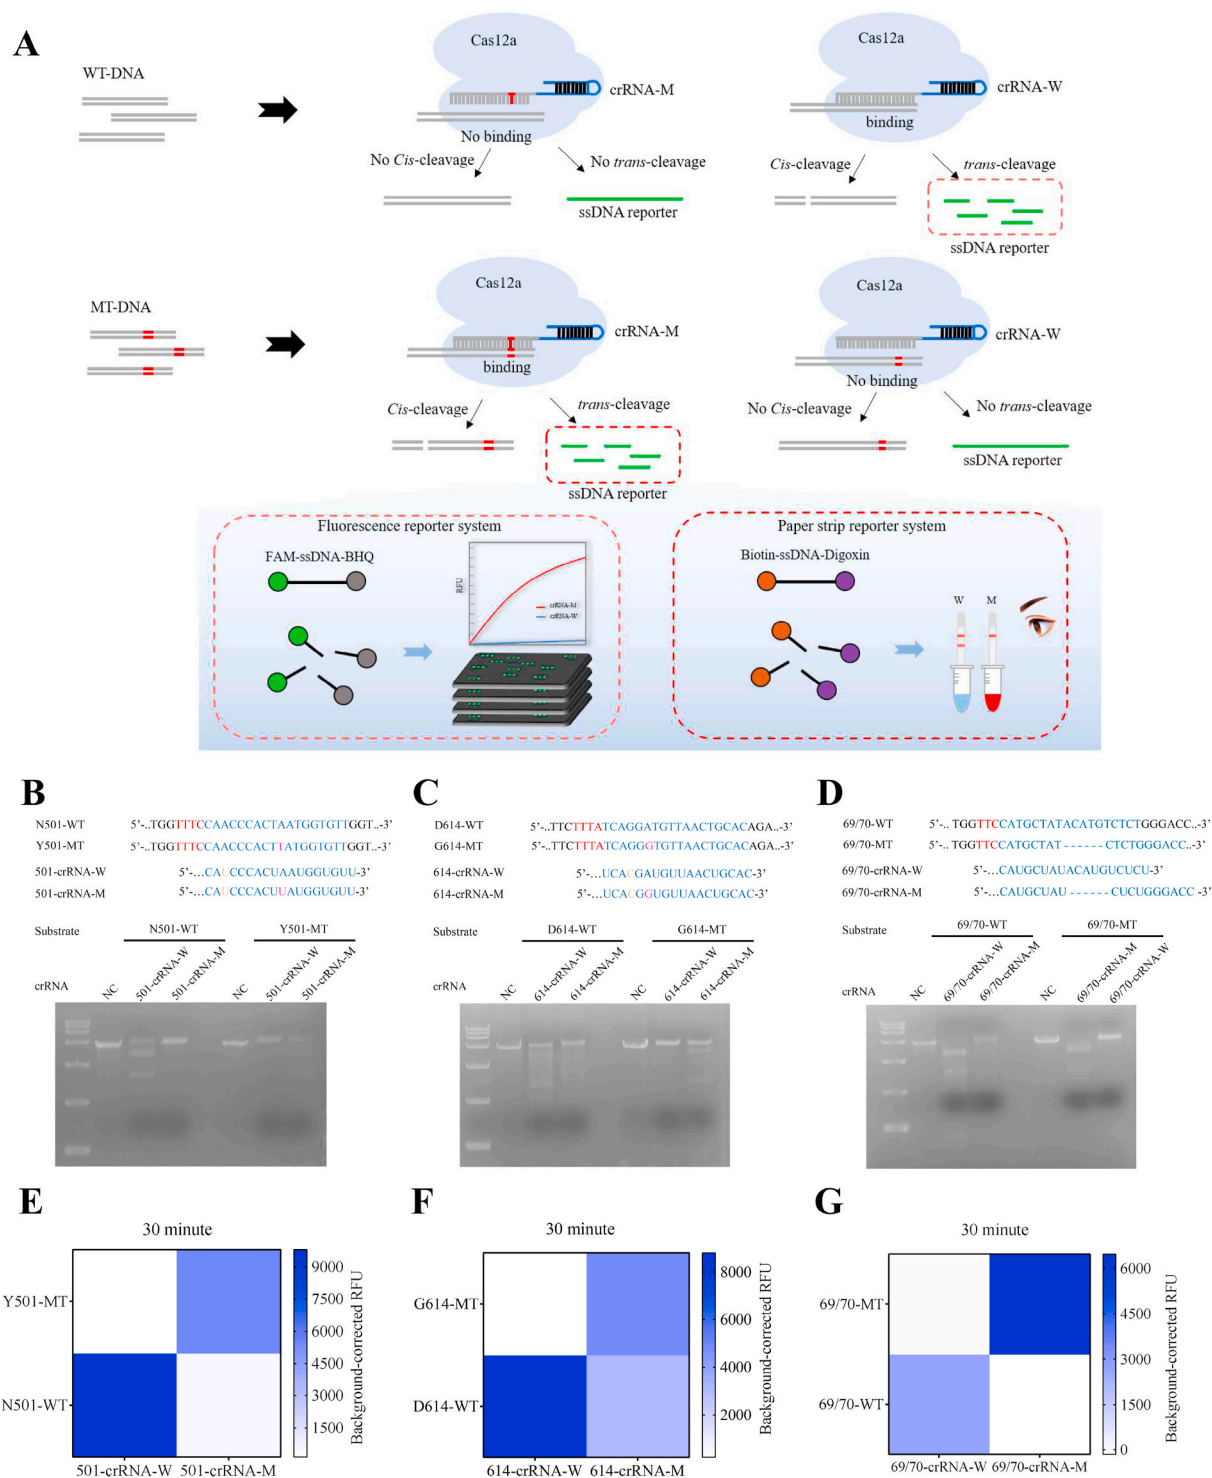 A
WT-DNA
Cas12a
crRNA-M
No binding
No Cis-cleavage
No trans-cleavage
ssDNA reporter
Cas12a
crRNA-W
binding
Cis-cleavage
trans-cleavage
ssDNA reporter
MT-DNA
Cas12a
crRNA-M
binding
Cis-cleavage
trans-cleavage
ssDNA reporter
Cas12a
crRNA-W
No binding
No Cis-cleavage
No trans-cleavage
ssDNA reporter
Fluorescence reporter system
FAM-ssDNA-BHQ
RFU
crRNA-M
crRNA-W
Paper strip reporter system
Biotin-ssDNA-Digoxin
W M
B
N501-WT 5'-..TGGTTTCCAACCCACTAATGGTGTTGGT..-3'
Y501-MT 5'-..TGGTTTCCAACCCACTTATGGTGTTGGT..-3'
501-crRNA-W 5'-...CAUCCCACUAAUGGUGUU-3'
501-crRNA-M 5'-...CAUCCCACUUAUGGUGUU-3'
Substrate N501-WT Y501-MT
crRNA NC 501-crRNA-W 501-crRNA-M NC 501-crRNA-W 501-crRNA-M
C
D614-WT 5'-..TTCTTTATCAGGATGTTAACTGCACAGA..-3'
G614-MT 5'-..TTCTTTATCAGGGTGTTAACTGCACAGA..-3'
614-crRNA-W 5'-...UCACGAUGUUAACUGCAC-3'
614-crRNA-M 5'-...UCACGGUGUUAACUGCAC-3'
Substrate D614-WT G614-MT
crRNA NC 614-crRNA-W 614-crRNA-M NC 614-crRNA-W 614-crRNA-M
D
69/70-WT 5'-.. TGGTTCCATGCTATACATGTCTCTGGGACC..-3'
69/70-MT 5'-.. TGGTTCCATGCTAT------CTCTGGGACC..-3'
69/70-crRNA-W 5'-...CAUGCUAUACAUGUCUCU-3'
69/70-crRNA-M 5'-...CAUGCUAU------CUCUGGGACC-3'
Substrate 69/70-WT 69/70-MT
crRNA NC 69/70-crRNA-W 69/70-crRNA-M NC 69/70-crRNA-M 69/70-crRNA-W
E
30 minute
Y501-MT
N501-WT
501-crRNA-W 501-crRNA-M
9000
7500
6000
4500
3000
1500
Background-corrected RFU
F
30 minute
G614-MT
D614-WT
614-crRNA-W 614-crRNA-M
8000
6000
4000
2000
Background-corrected RFU
G
30 minute
69/70-MT
69/70-WT
69/70-crRNA-W 69/70-crRNA-M
6000
4500
3000
1500
0
Background-corrected RFU